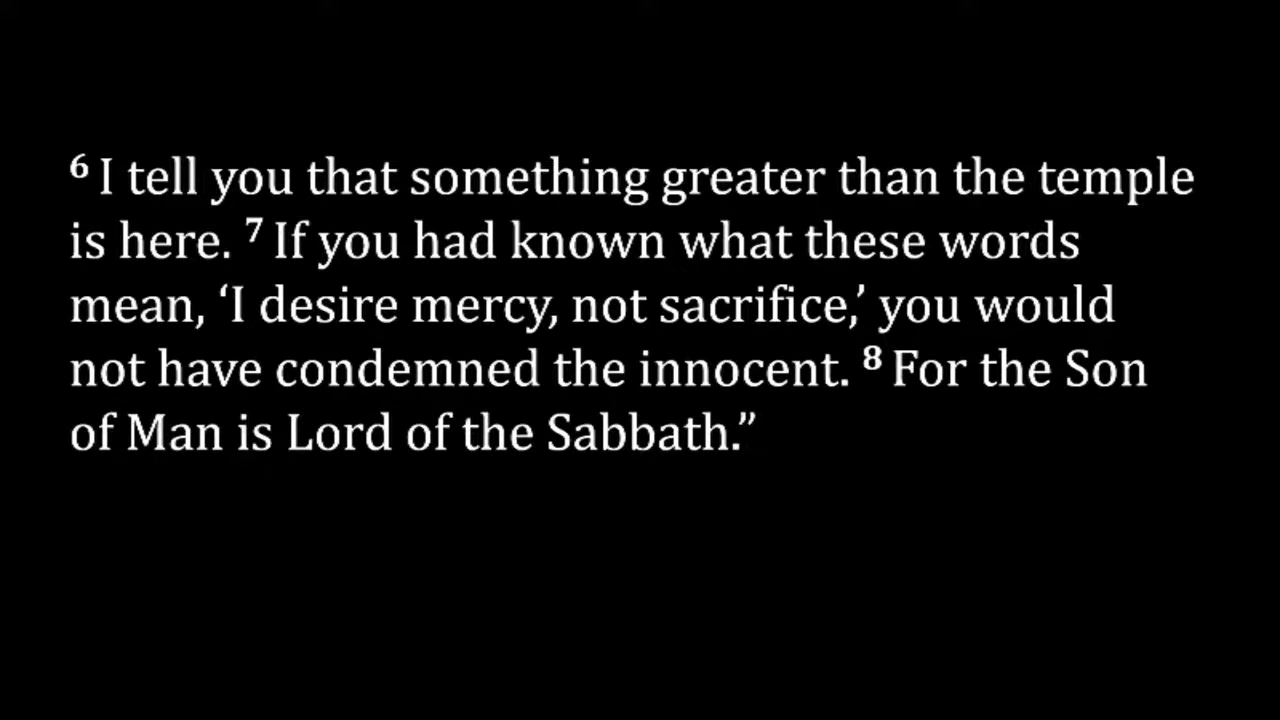 ⁶ I tell you that something greater than the temple
is here. ⁷ If you had known what these words
mean, ‘I desire mercy, not sacrifice,’ you would
not have condemned the innocent. ⁸ For the Son
of Man is Lord of the Sabbath.”